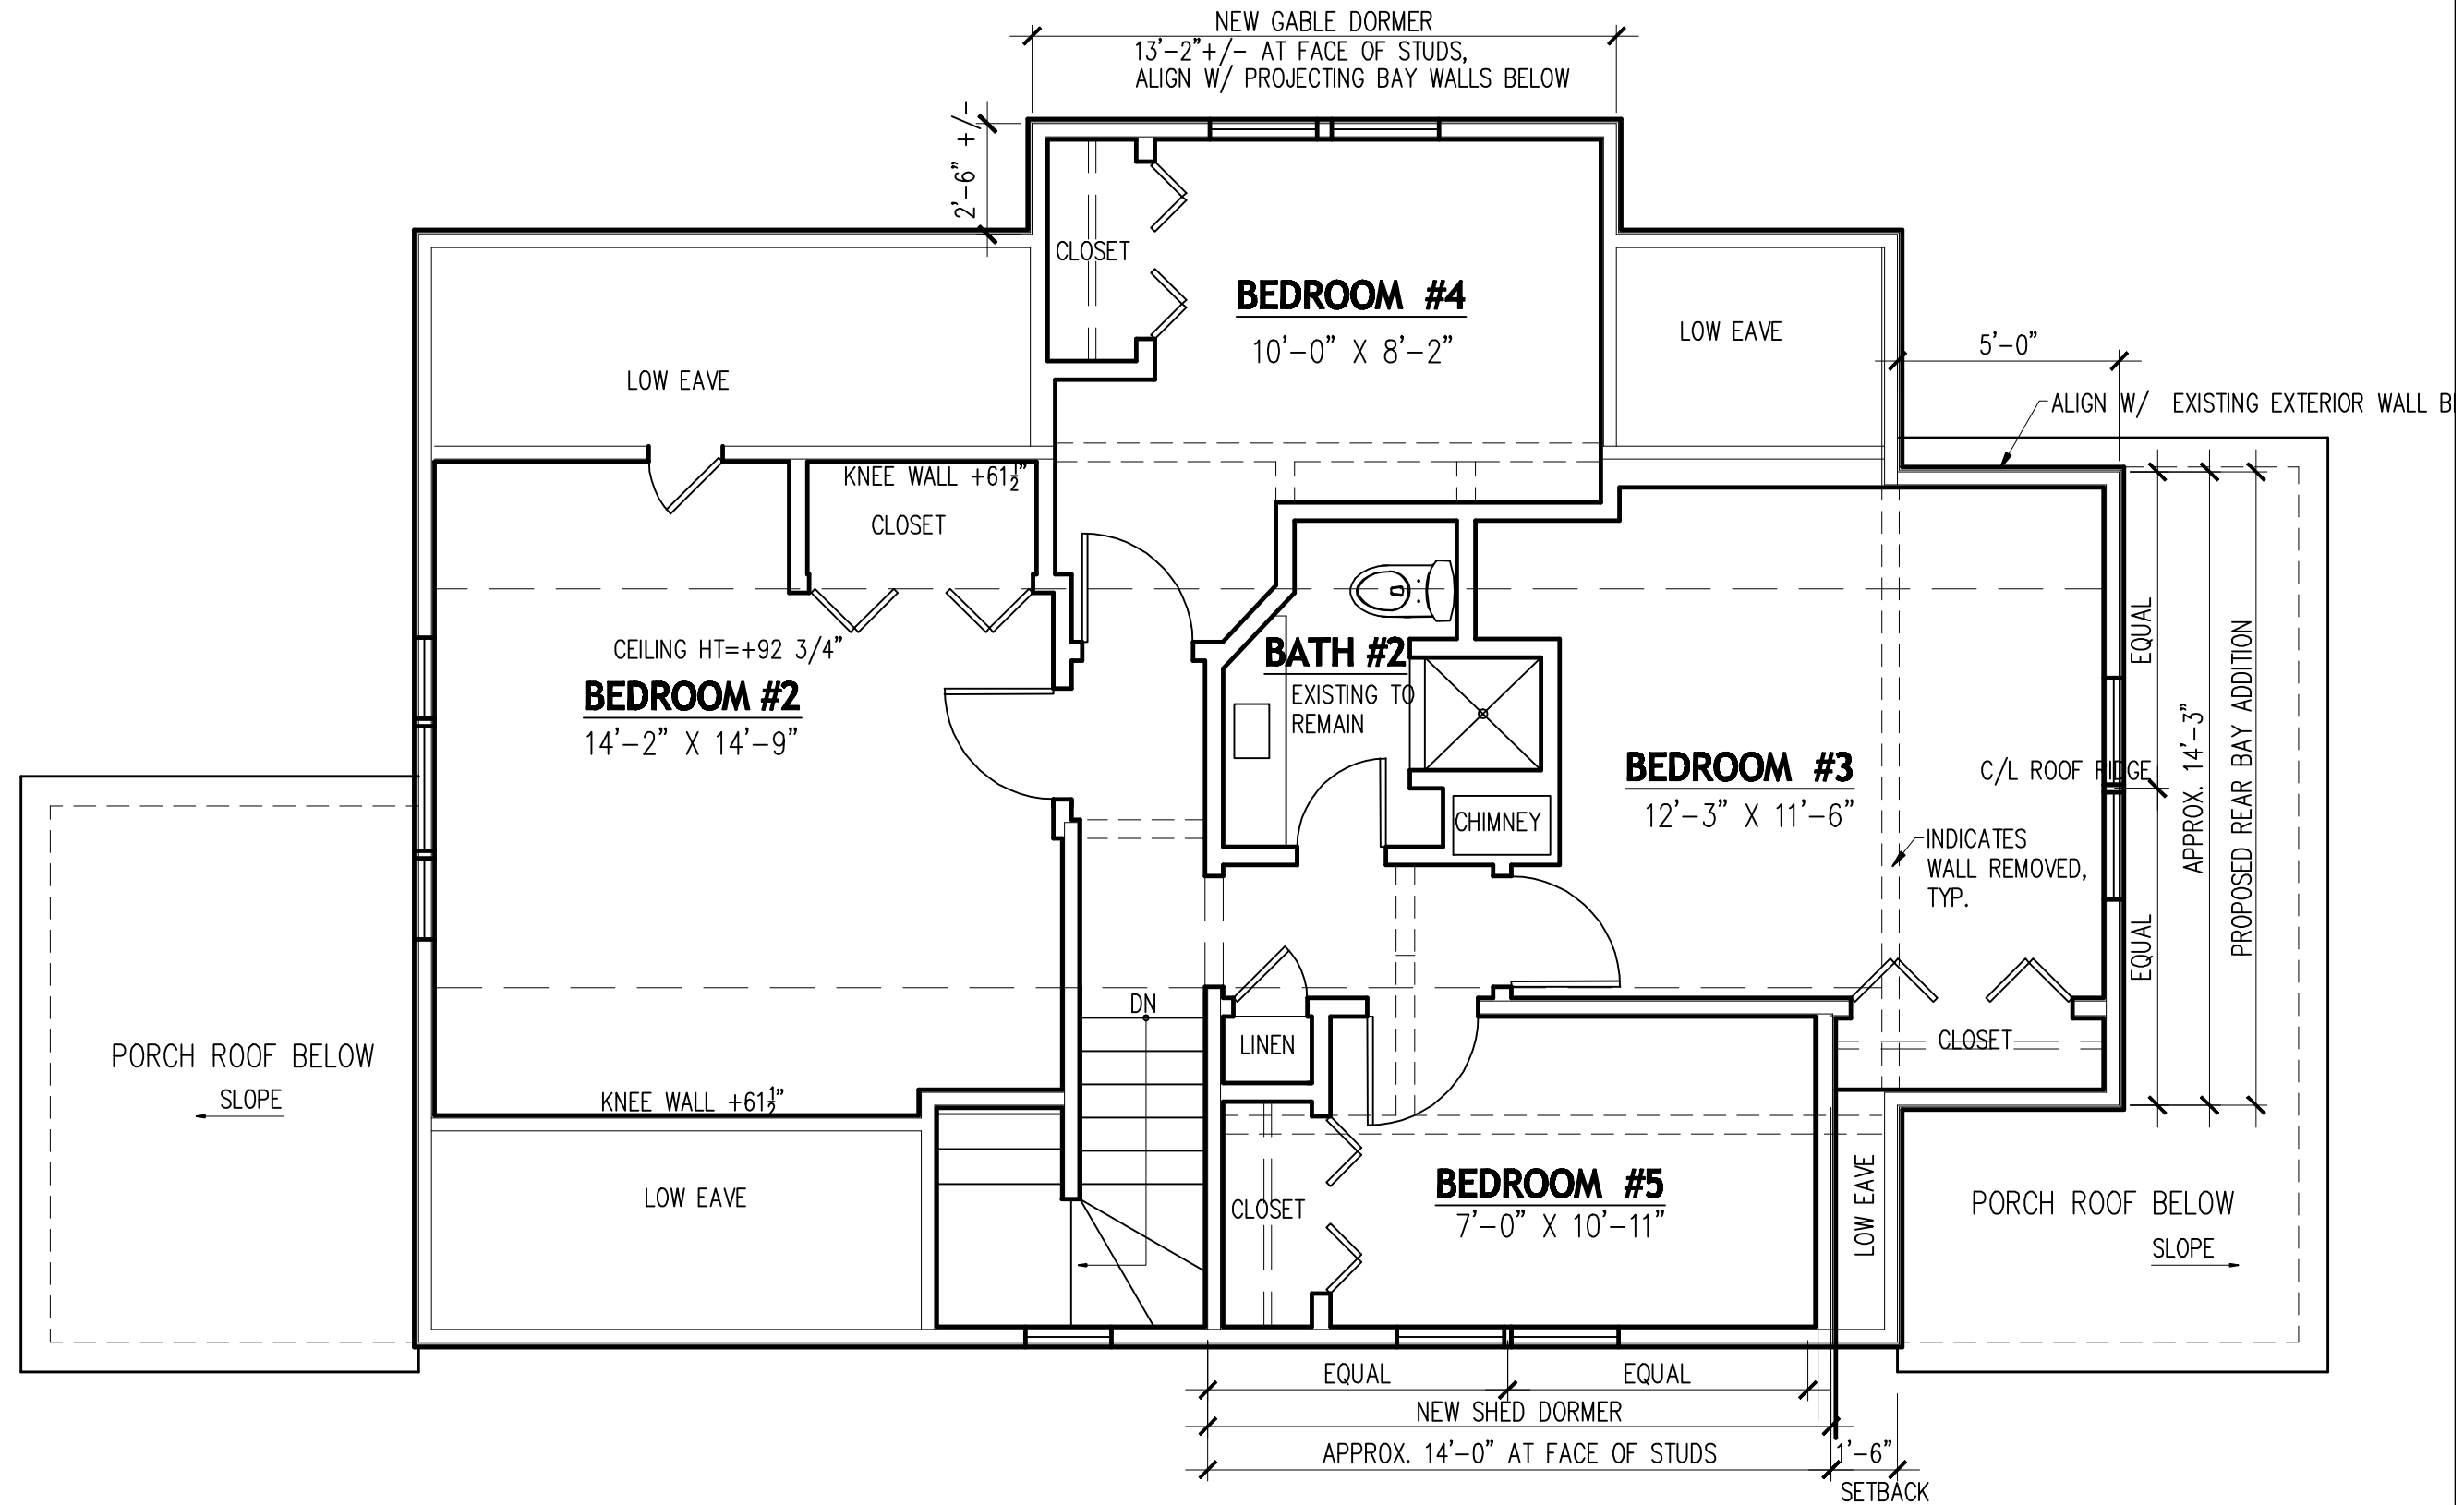 NEW GABLE DORMER
13'-2"+/- AT FACE OF STUDS,
ALIGN W/ PROJECTING BAY WALLS BELOW
2'-6" +/-
CLOSET
BEDROOM #4
10'-0" X 8'-2"
LOW EAVE
5'-0"
LOW EAVE
ALIGN W/ EXISTING EXTERIOR WALL
KNEE WALL +61½"
CLOSET
CEILING HT=+92 3/4"
BEDROOM #2
14'-2" X 14'-9"
BATH #2
EXISTING TO
REMAIN
BEDROOM #3
12'-3" X 11'-6"
CHIMNEY
C/L ROOF RIDGE
INDICATES
WALL REMOVED,
TYP.
EQUAL
EQUAL
APPROX. 14'-3"
PROPOSED REAR BAY ADDITION
DN
LINEN
CLOSET
PORCH ROOF BELOW
SLOPE
KNEE WALL +61½"
LOW EAVE
CLOSET
BEDROOM #5
7'-0" X 10'-11"
LOW EAVE
PORCH ROOF BELOW
SLOPE
EQUAL
EQUAL
NEW SHED DORMER
APPROX. 14'-0" AT FACE OF STUDS
1'-6"
SETBACK